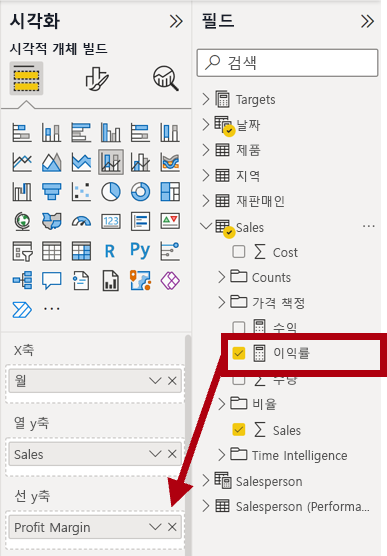 시각화
시각적 개체 빌드
123
R
Py
X축
월
열 y축
Sales
선 y축
Profit Margin
필드
검색
Targets
날짜
제품
지역
재판매인
Sales
Cost
Counts
가격 책정
수익
이익률
수량
비율
Sales
Time Intelligence
Salesperson
Salesperson (Performa...